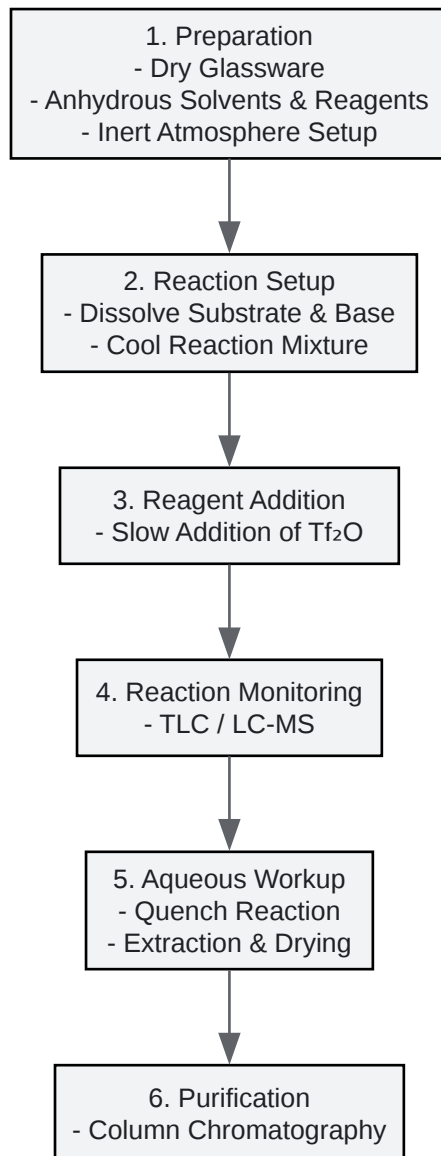 1. Preparation
- Dry Glassware
- Anhydrous Solvents & Reagents
- Inert Atmosphere Setup
2. Reaction Setup
- Dissolve Substrate & Base
- Cool Reaction Mixture
3. Reagent Addition
- Slow Addition of Tf₂O
4. Reaction Monitoring
- TLC / LC-MS
5. Aqueous Workup
- Quench Reaction
- Extraction & Drying
6. Purification
- Column Chromatography